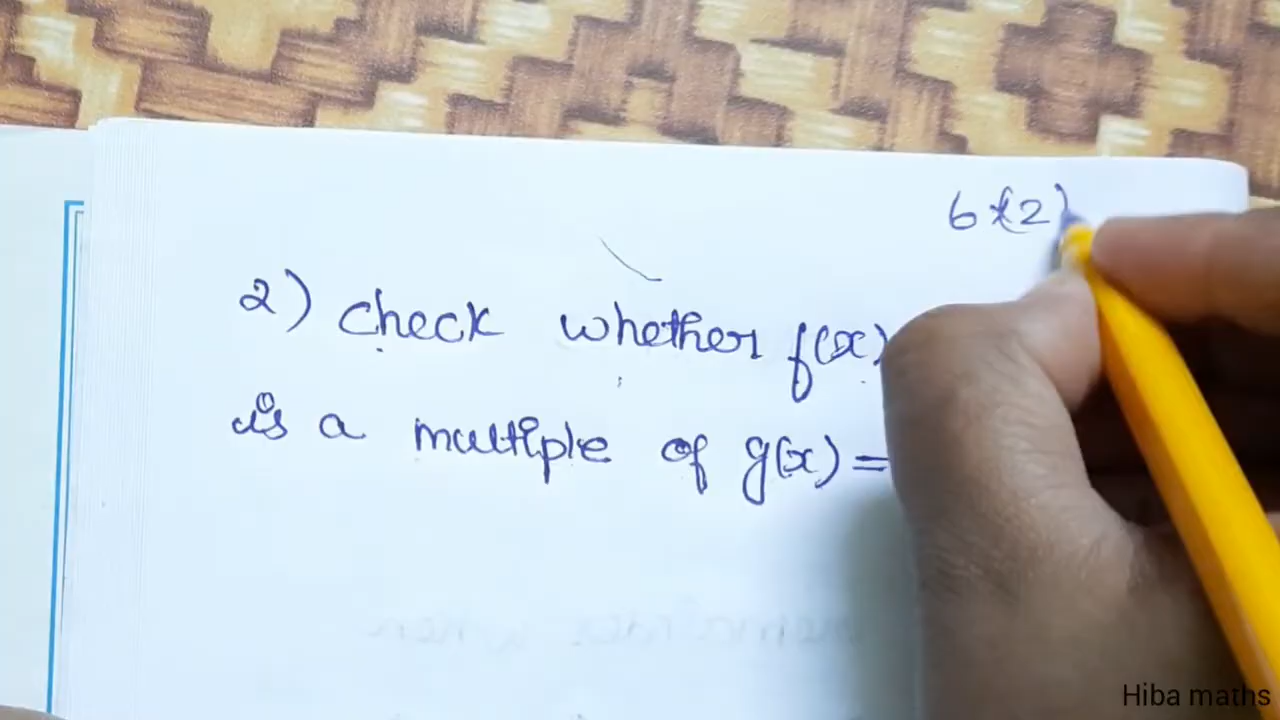 6 (2)
2) check whether f(x)
is a multiple of g(x) =
Hiba maths